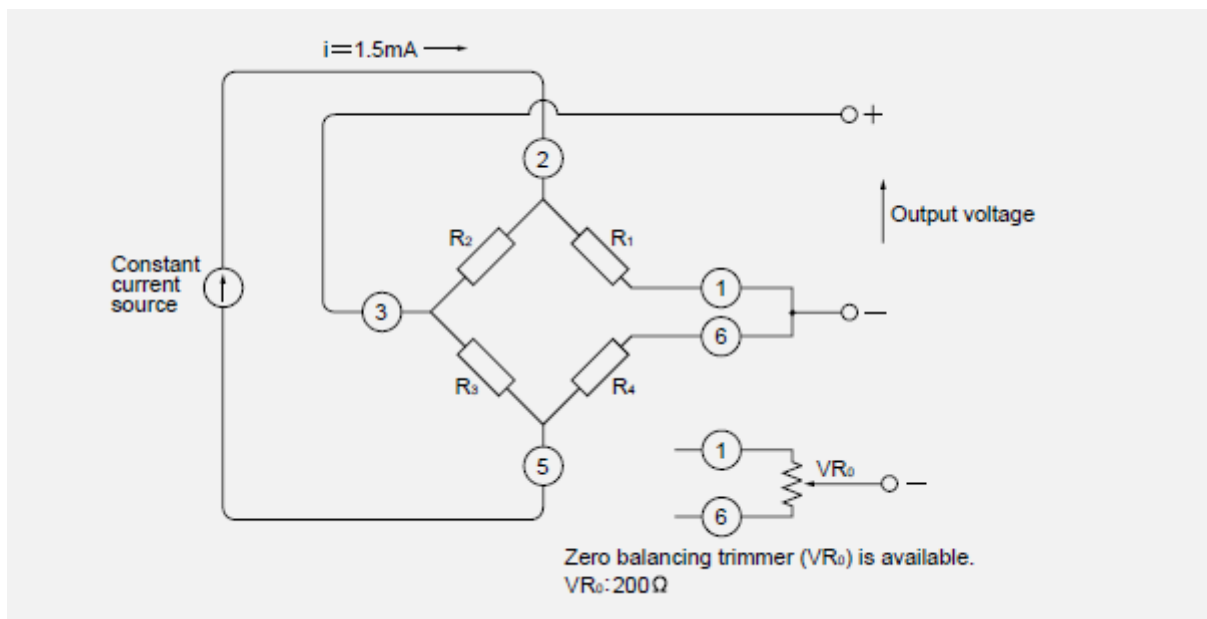 i=1.5mA
+
2
Output voltage
R₂
R₁
Constant
current
source
1
3
−
6
R₃
R₄
1
VR₀
−
5
6
Zero balancing trimmer (VR₀) is available.
VR₀:200Ω